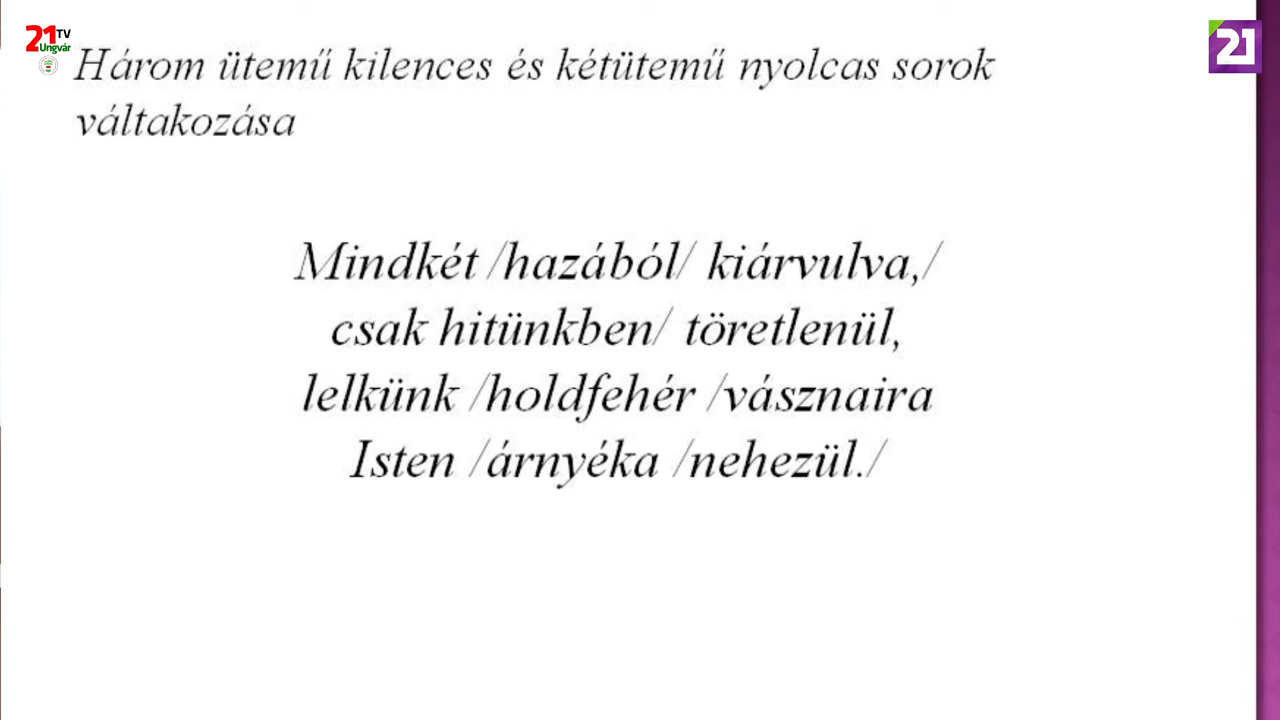 21 TV
Ungvár
21
Három ütemű kilences és kétütemű nyolcas sorok
váltakozása
Mindkét /hazából/ kiárvulva,/
csak hitünkben/ töretlenül,
lelkünk /holdfehér /vásznaira
Isten /árnyéka /nehezül./